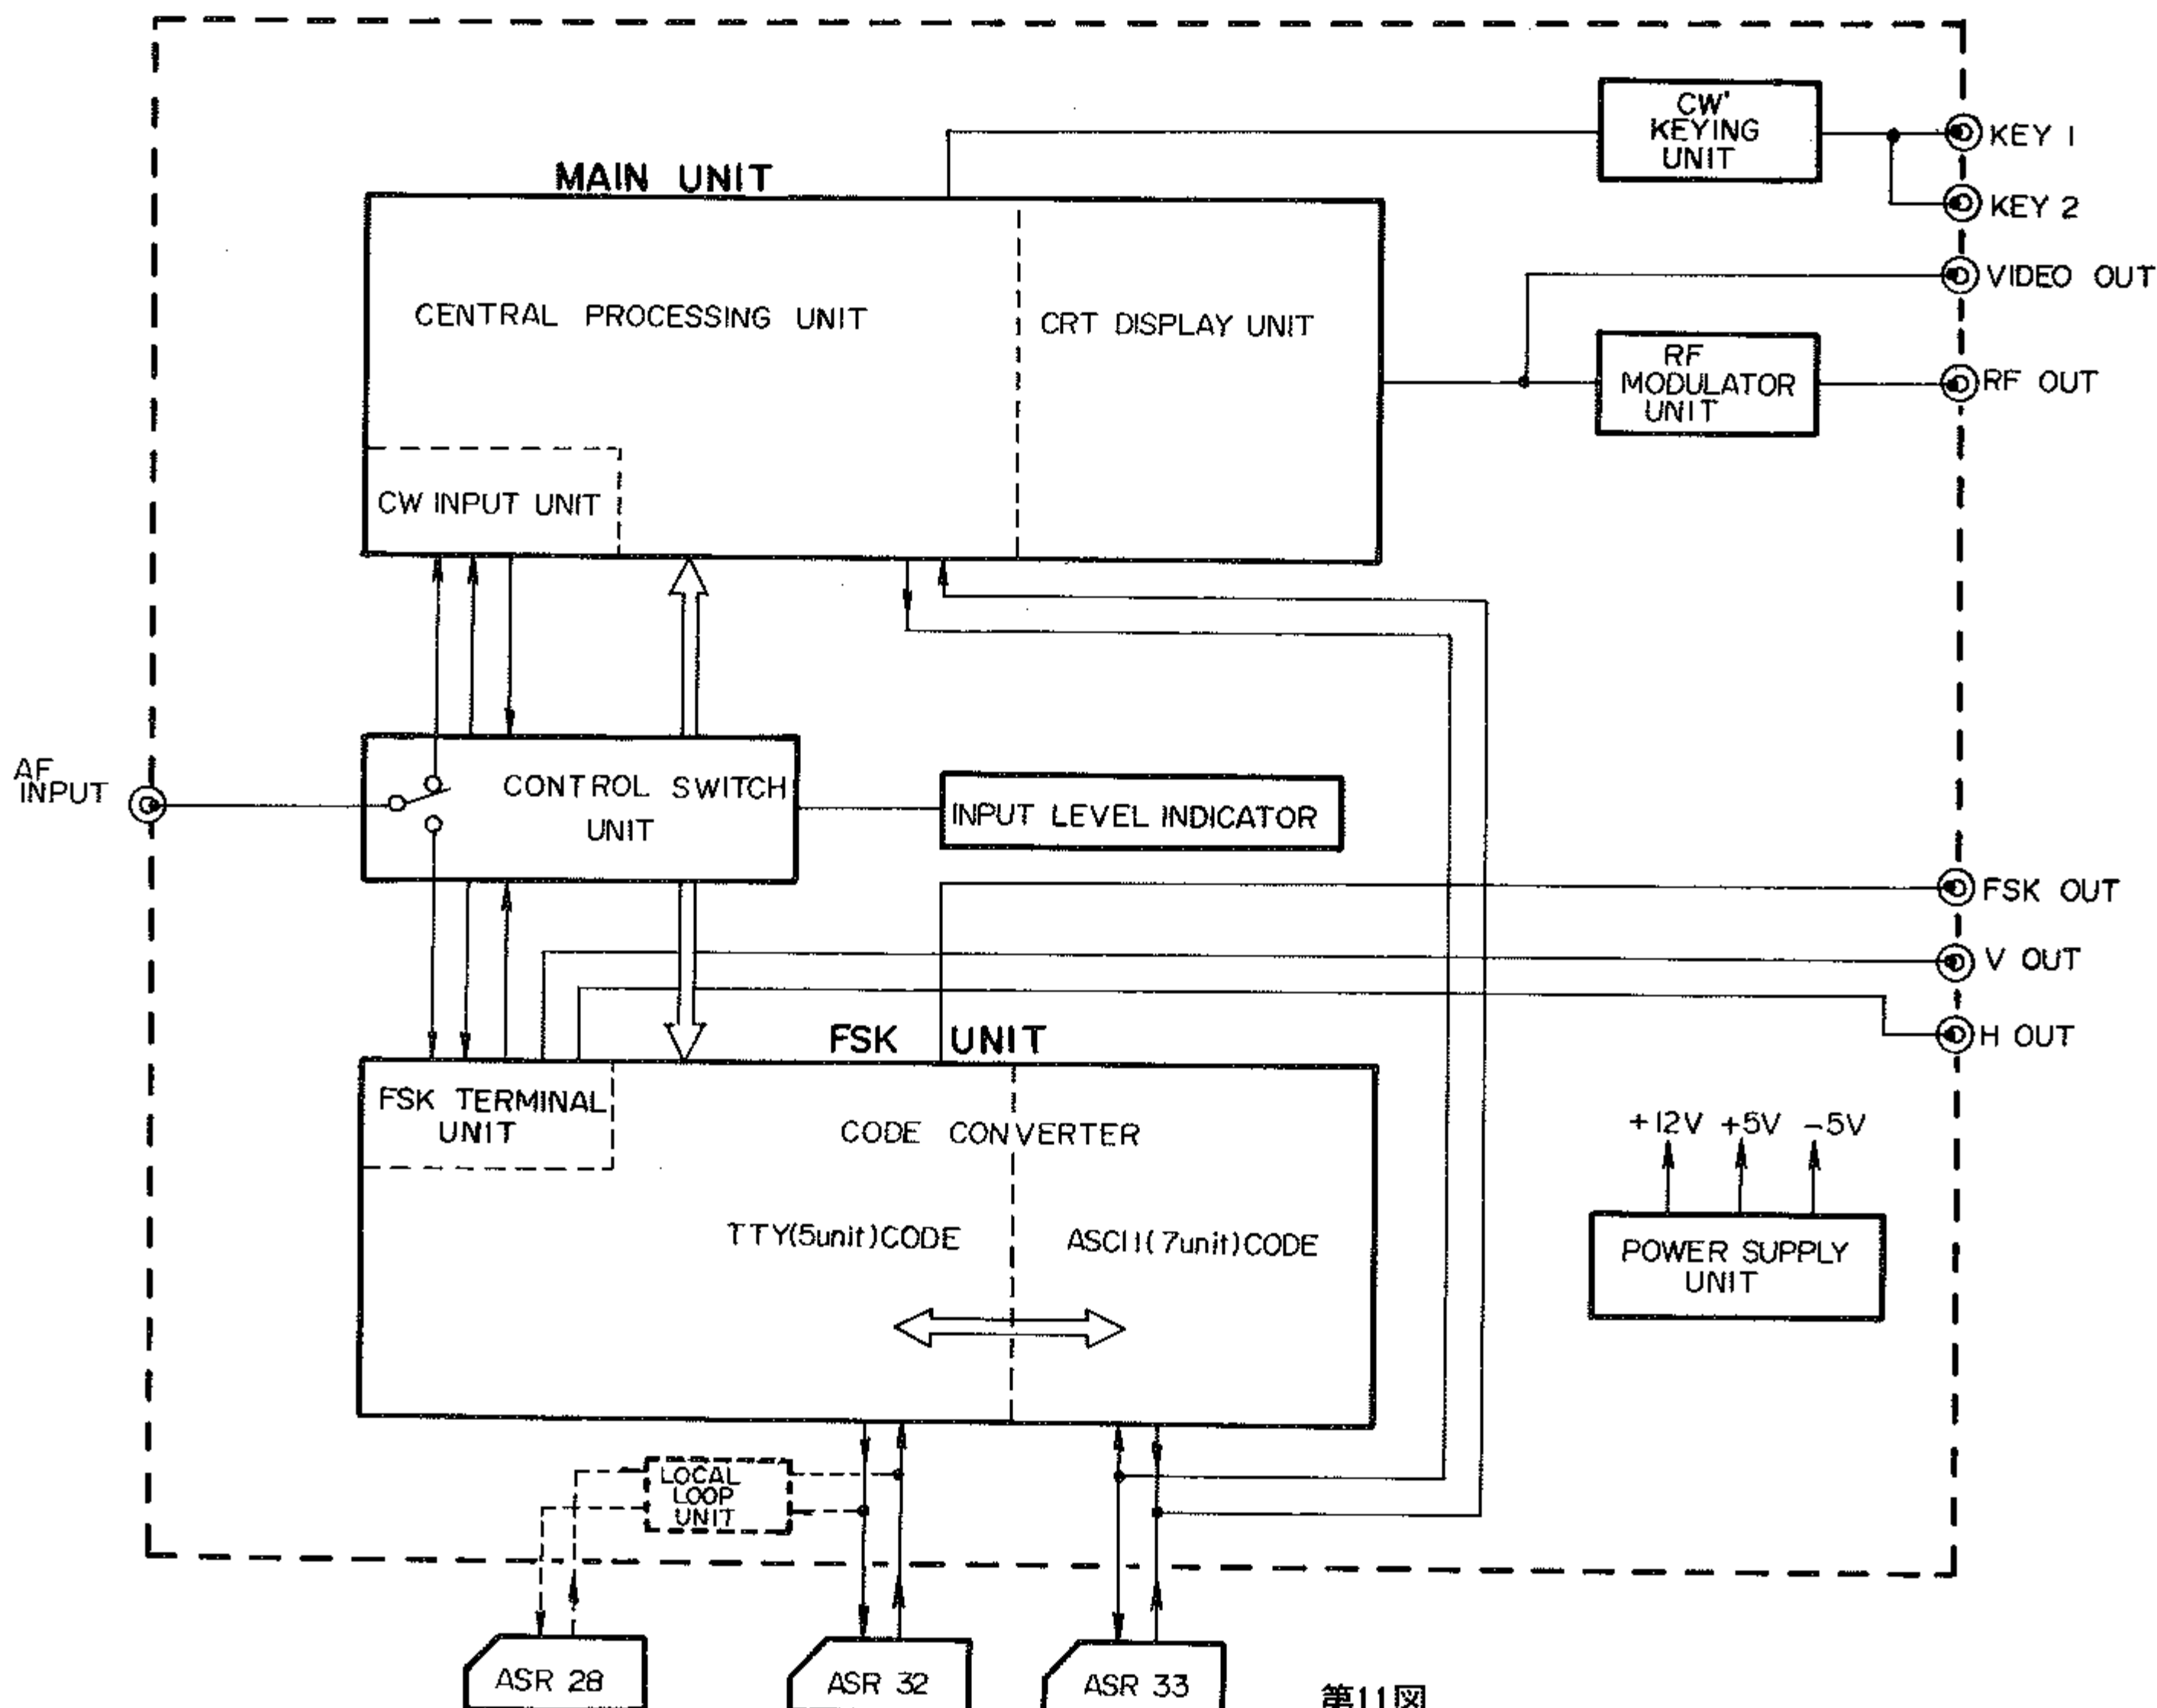 CW'
KEYING
UNIT
KEY 1
KEY 2
MAIN UNIT
VIDEO OUT
CENTRAL PROCESSING UNIT
CRT DISPLAY UNIT
RF
MODULATOR
UNIT
RF OUT
CW INPUT UNIT
AF
INPUT
CONTROL SWITCH
UNIT
INPUT LEVEL INDICATOR
FSK OUT
V OUT
H OUT
FSK UNIT
FSK TERMINAL
UNIT
CODE CONVERTER
TTY(5unit)CODE
ASCII(7unit)CODE
+12V +5V -5V
POWER SUPPLY
UNIT
LOCAL
LOOP
UNIT
ASR 28
ASR 32
ASR 33
第11図